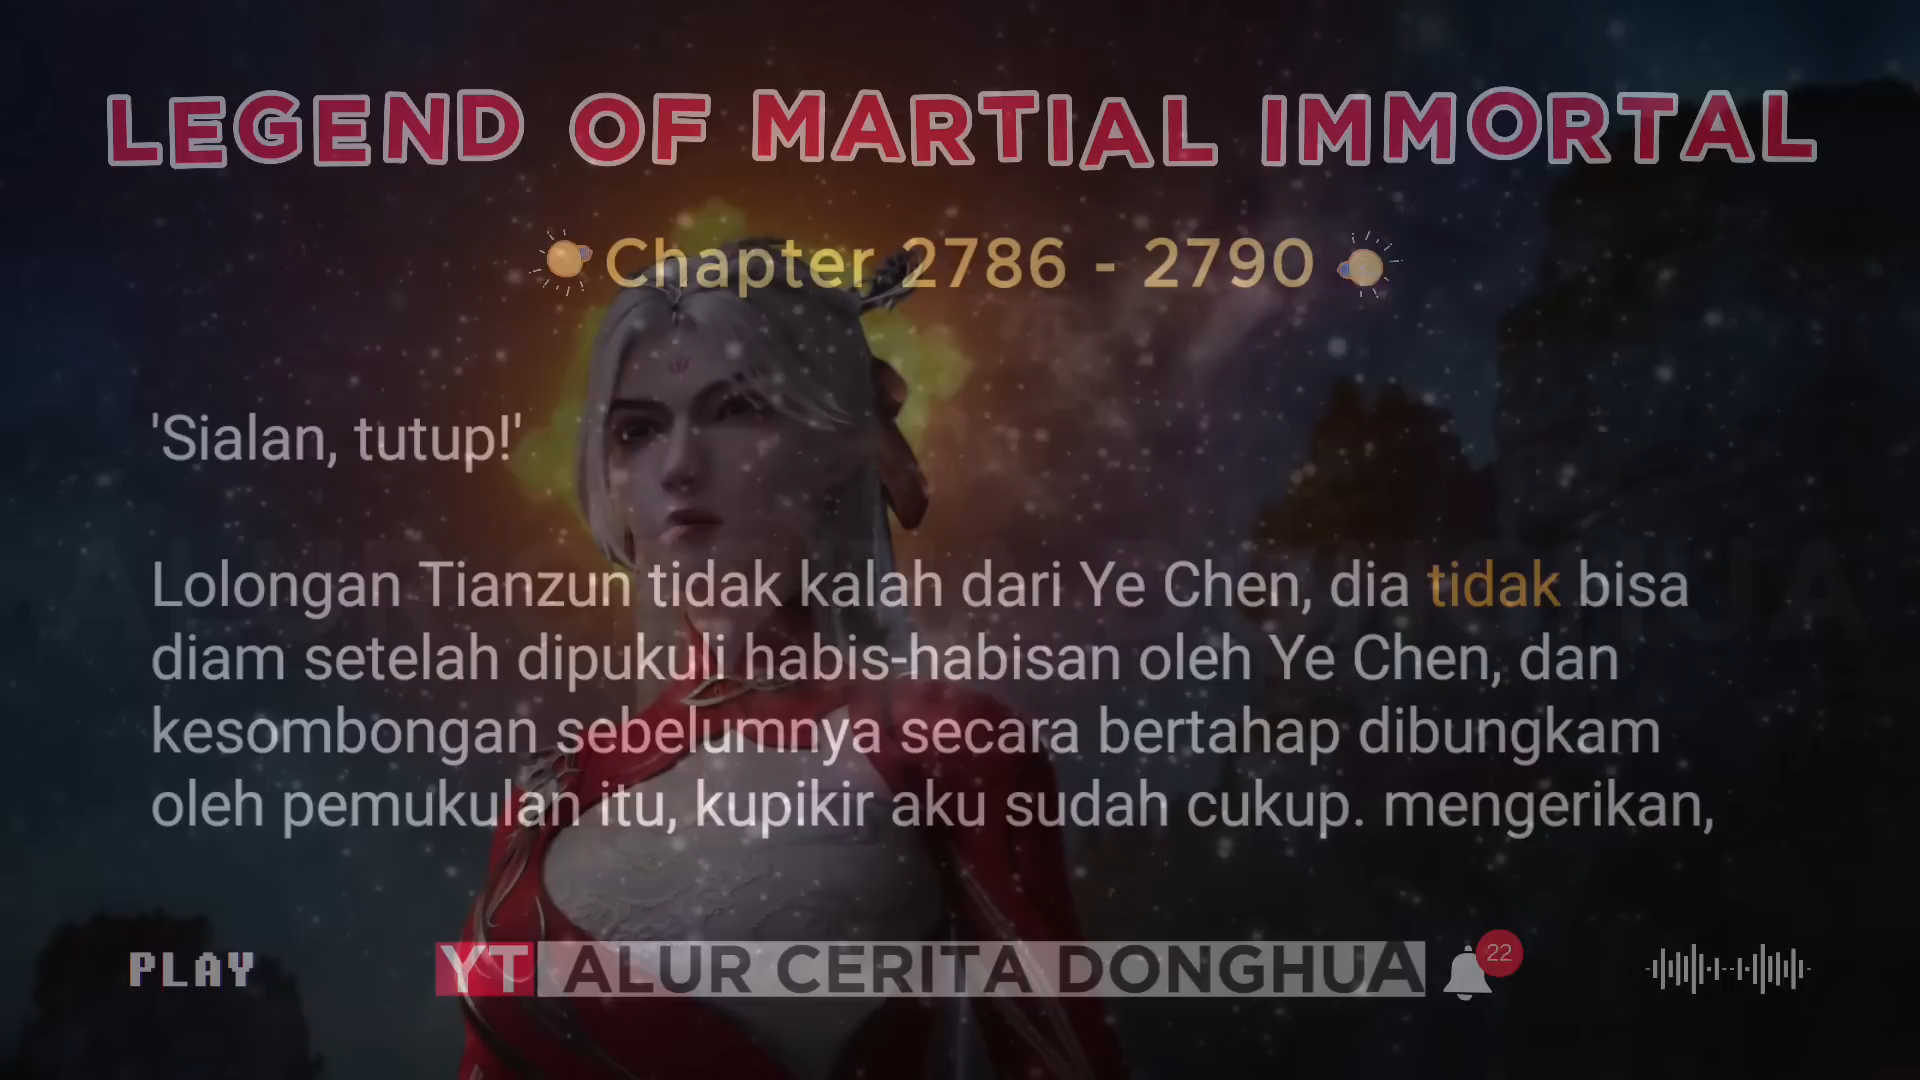 LEGEND OF MARTIAL IMMORTAL
Chapter 2786 - 2790
'Sialan, tutup!'
Lolongan Tianzun tidak kalah dari Ye Chen, dia tidak bisa
diam setelah dipukuli habis-habisan oleh Ye Chen, dan
kesombongan sebelumnya secara bertahap dibungkam
oleh pemukulan itu, kupikir aku sudah cukup. mengerikan,
PLAY
YT ALUR CERITA DONGHUA
22